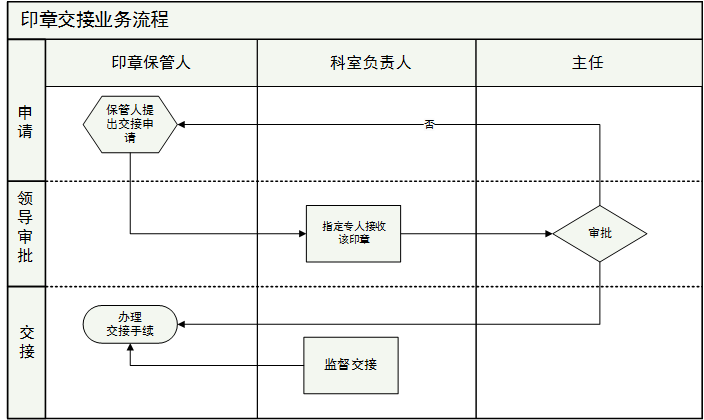 印章交接业务流程
印章保管人
科室负责人
主任
申请
保管人提
出交接申
请
否
领导审批
指定专人接收
该印章
审批
交接
办理
交接手续
监督交接